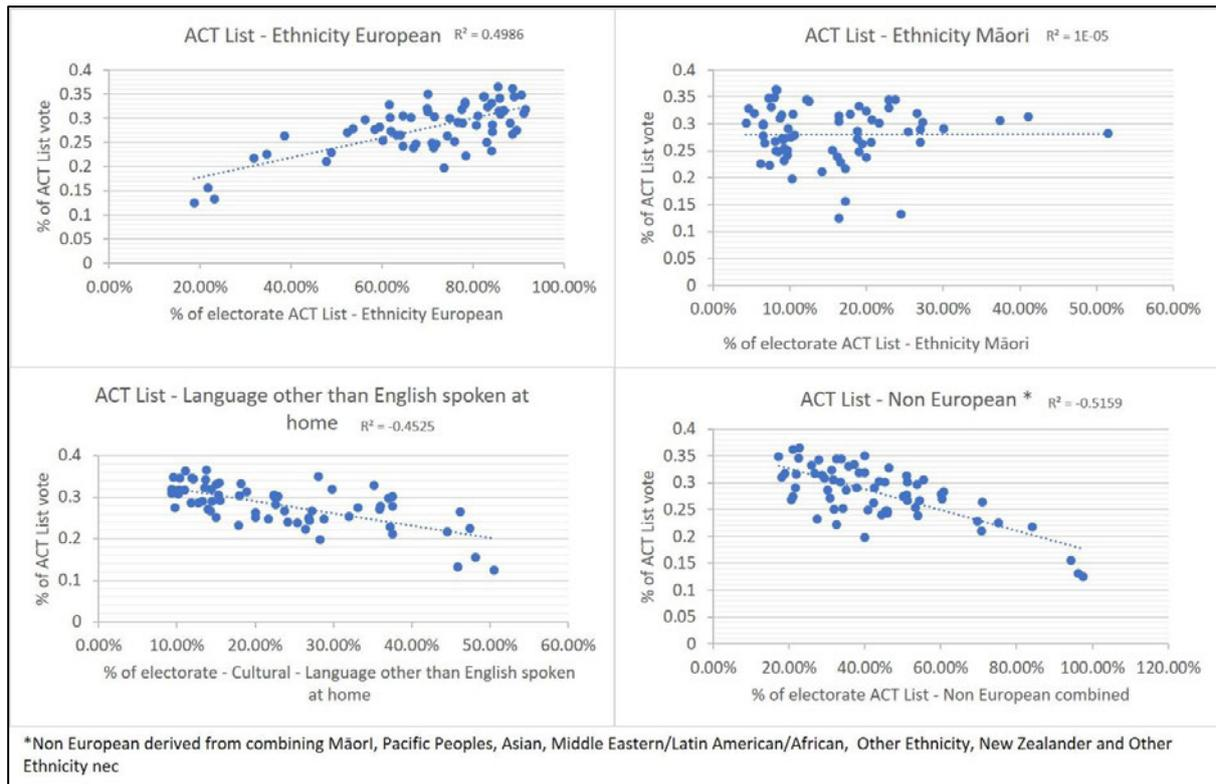 ACT List - Ethnicity European R² = 0.4986
0.4
0.35
0.3
0.25
0.2
0.15
0.1
0.05
0
% of ACT List vote
0.00% 20.00% 40.00% 60.00% 80.00% 100.00%
% of electorate ACT List - Ethnicity European
ACT List - Ethnicity Māori R² = 1E-05
0.4
0.35
0.3
0.25
0.2
0.15
0.1
0.05
0
% of ACT List vote
0.00% 10.00% 20.00% 30.00% 40.00% 50.00% 60.00%
% of electorate ACT List - Ethnicity Māori
ACT List - Language other than English spoken at
home R² = -0.4525
0.4
0.3
0.2
0.1
0
% of ACT List vote
0.00% 10.00% 20.00% 30.00% 40.00% 50.00% 60.00%
% of electorate - Cultural - Language other than English spoken
at home
ACT List - Non European * R² = -0.5159
0.4
0.35
0.3
0.25
0.2
0.15
0.1
0.05
0
% of ACT List vote
0.00% 20.00% 40.00% 60.00% 80.00% 100.00% 120.00%
% of electorate ACT List - Non European combined
*Non European derived from combining MāorI, Pacific Peoples, Asian, Middle Eastern/Latin American/African, Other Ethnicity, New Zealander and Other
Ethnicity nec